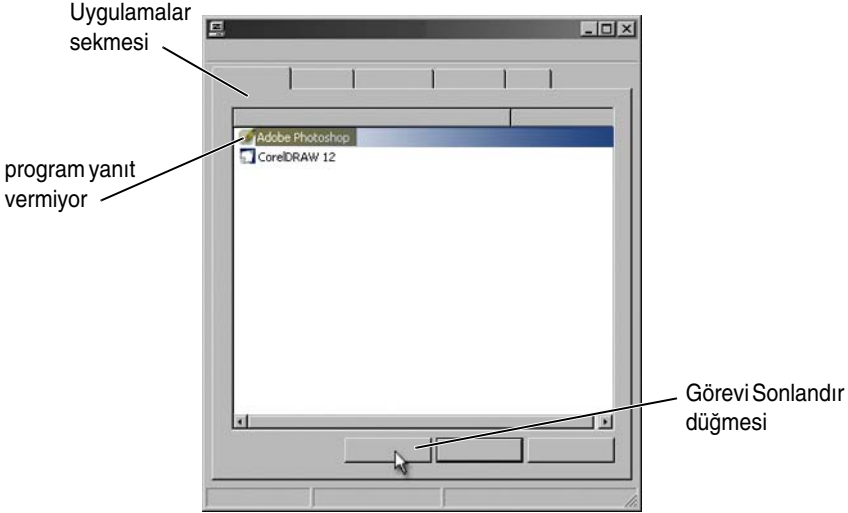 Uygulamalar
sekmesi
Adobe Photoshop
CorelDRAW 12
program yanıt
vermiyor
Görevi Sonlandır
düğmesi